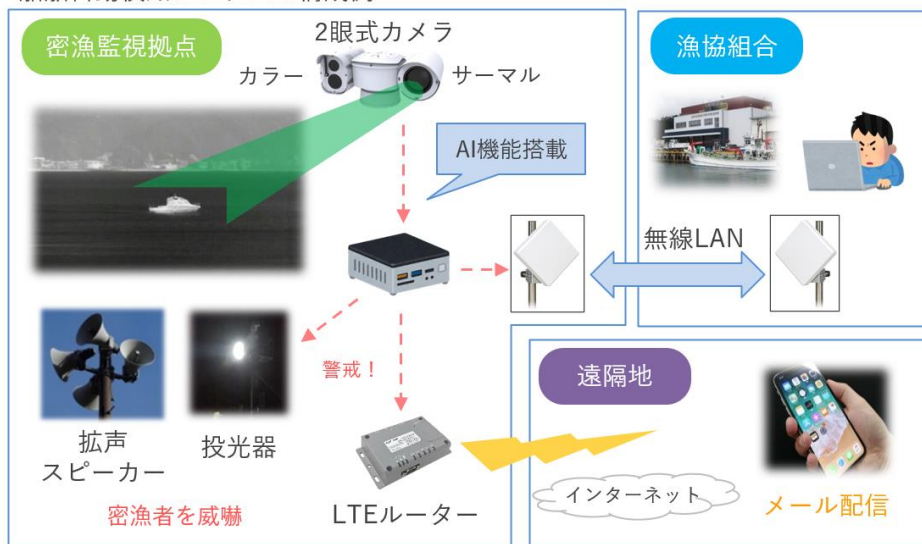 密漁監視拠点
2眼式カメラ
カラー
サーマル
AI機能搭載
漁協組合
無線LAN
警戒！
拡声
スピーカー
投光器
密漁者を威嚇
LTEルーター
遠隔地
インターネット
メール配信